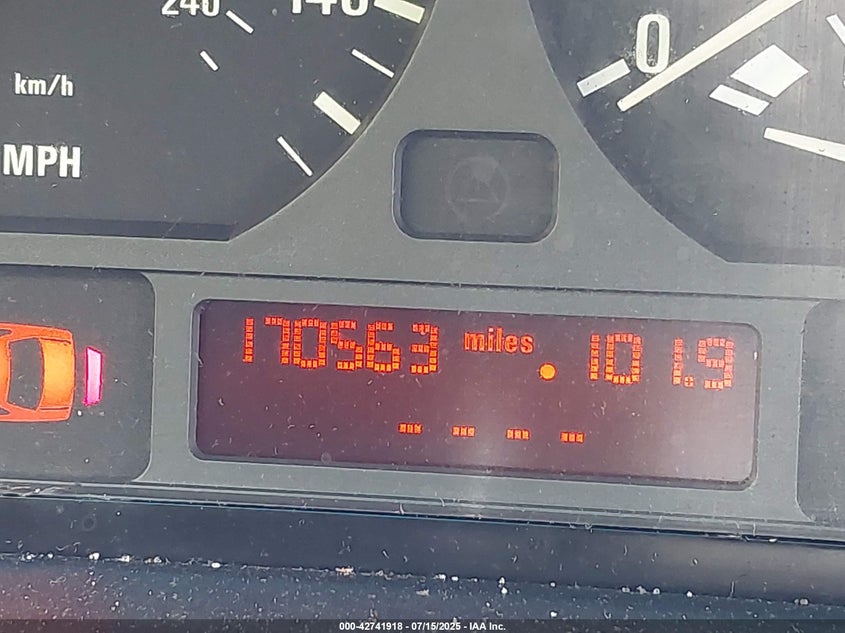 240 140
km/h
MPH
0
170563 miles 101.9
- - - -
000-42741918 - 07/15/2025 - IAA Inc.